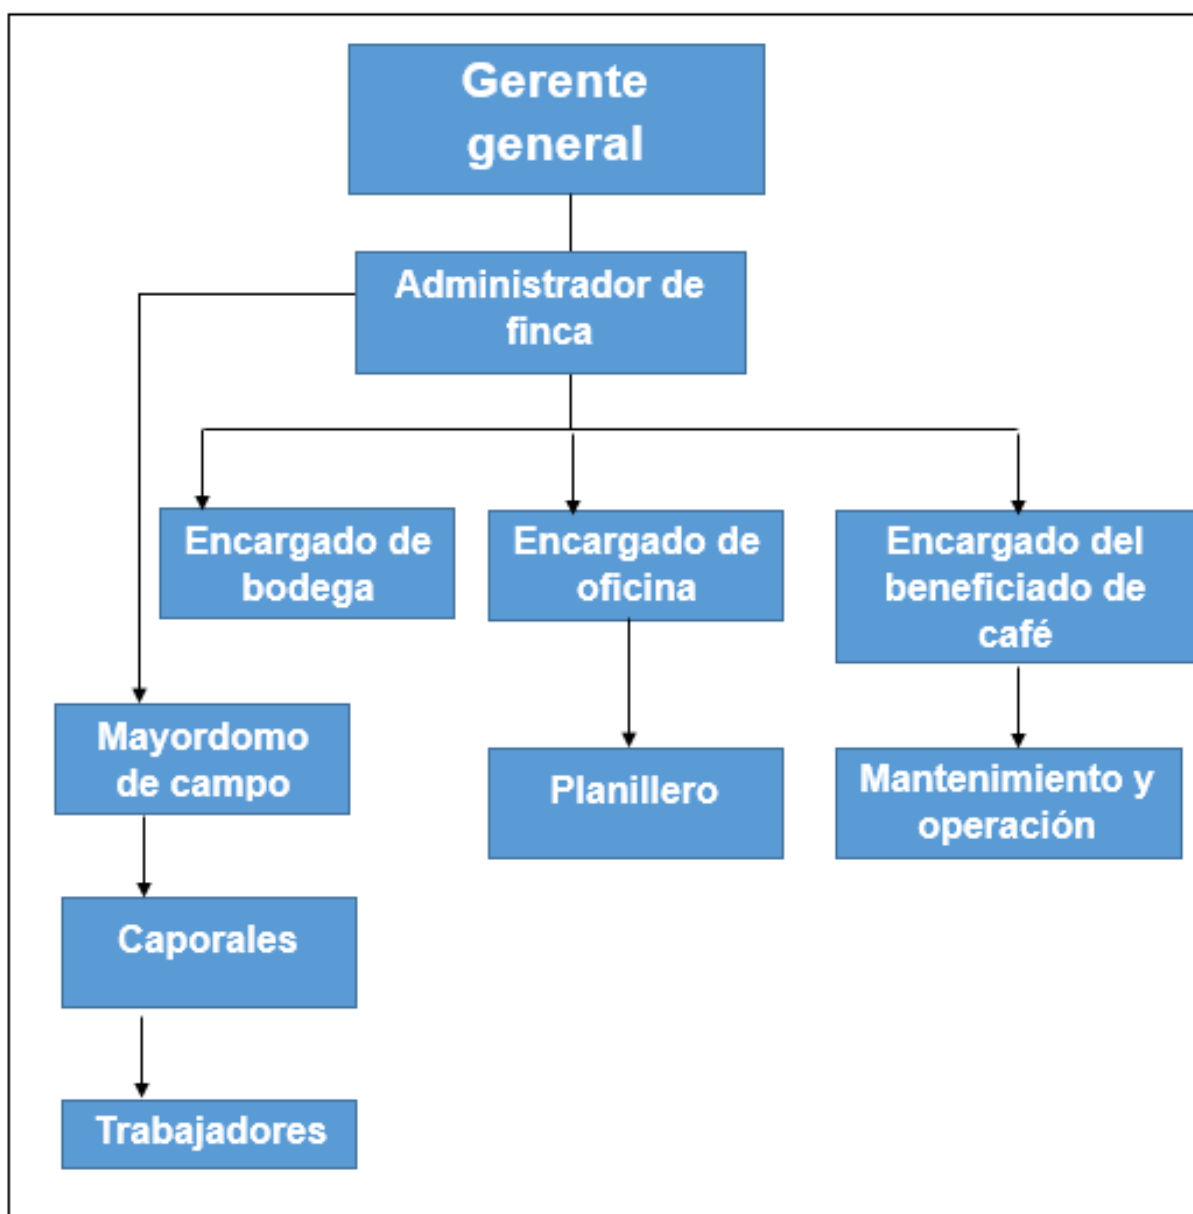 Gerente
general
Administrador de
finca
Encargado de
bodega
Encargado de
oficina
Encargado del
beneficiado de
café
Mayordomo
de campo
Planillero
Mantenimiento y
operación
Caporales
Trabajadores